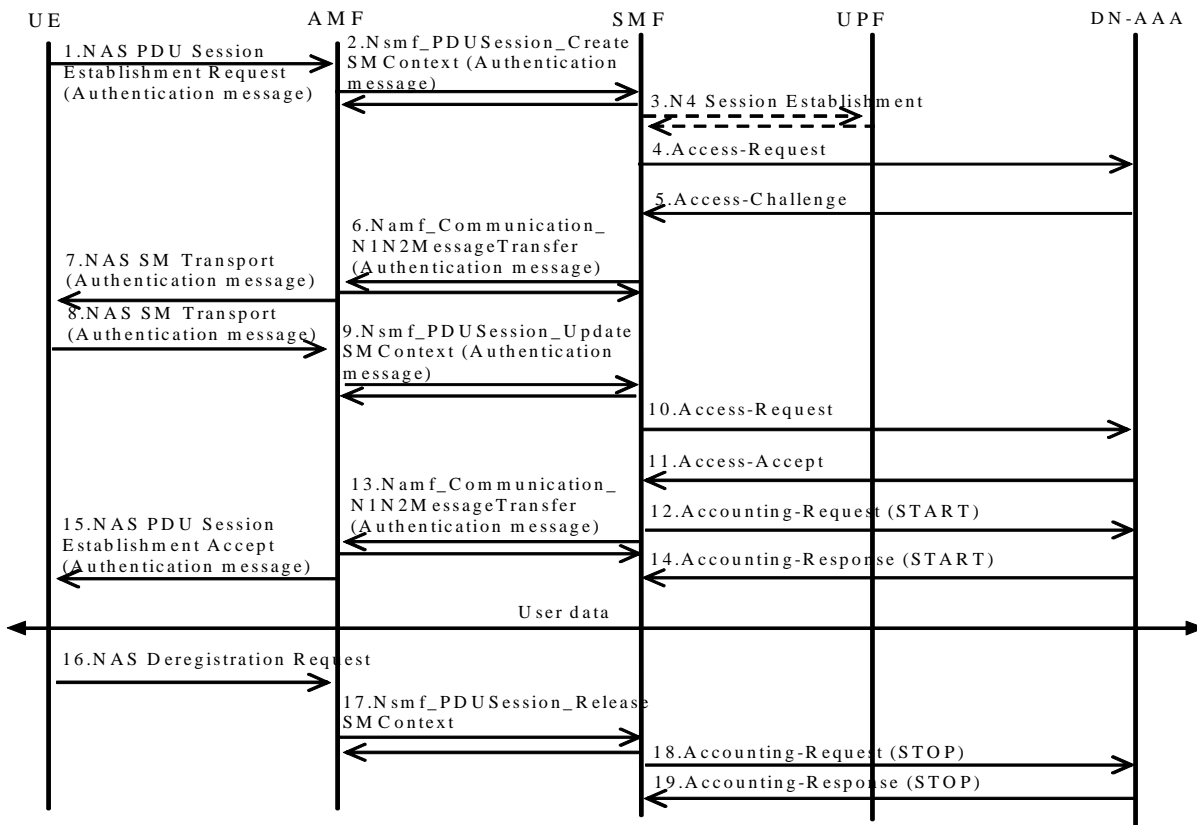 UE AMF SMF UPF DN-AAA
1.NAS PDU Session
Establishment Request
(Authentication message)
2.Nsmf_PDUSession_Create
SMContext (Authentication
message)
3.N4 Session Establishment
4.Access-Request
5.Access-Challenge
6.Namf_Communication_
N1N2MessageTransfer
(Authentication message)
7.NAS SM Transport
(Authentication message)
8.NAS SM Transport
(Authentication message)
9.Nsmf_PDUSession_Update
SMContext (Authentication
message)
10.Access-Request
11.Access-Accept
12.Accounting-Request (START)
13.Namf_Communication_
N1N2MessageTransfer
(Authentication message)
14.Accounting-Response (START)
15.NAS PDU Session
Establishment Accept
(Authentication message)
User data
16.NAS Deregistration Request
17.Nsmf_PDUSession_Release
SMContext
18.Accounting-Request (STOP)
19.Accounting-Response (STOP)